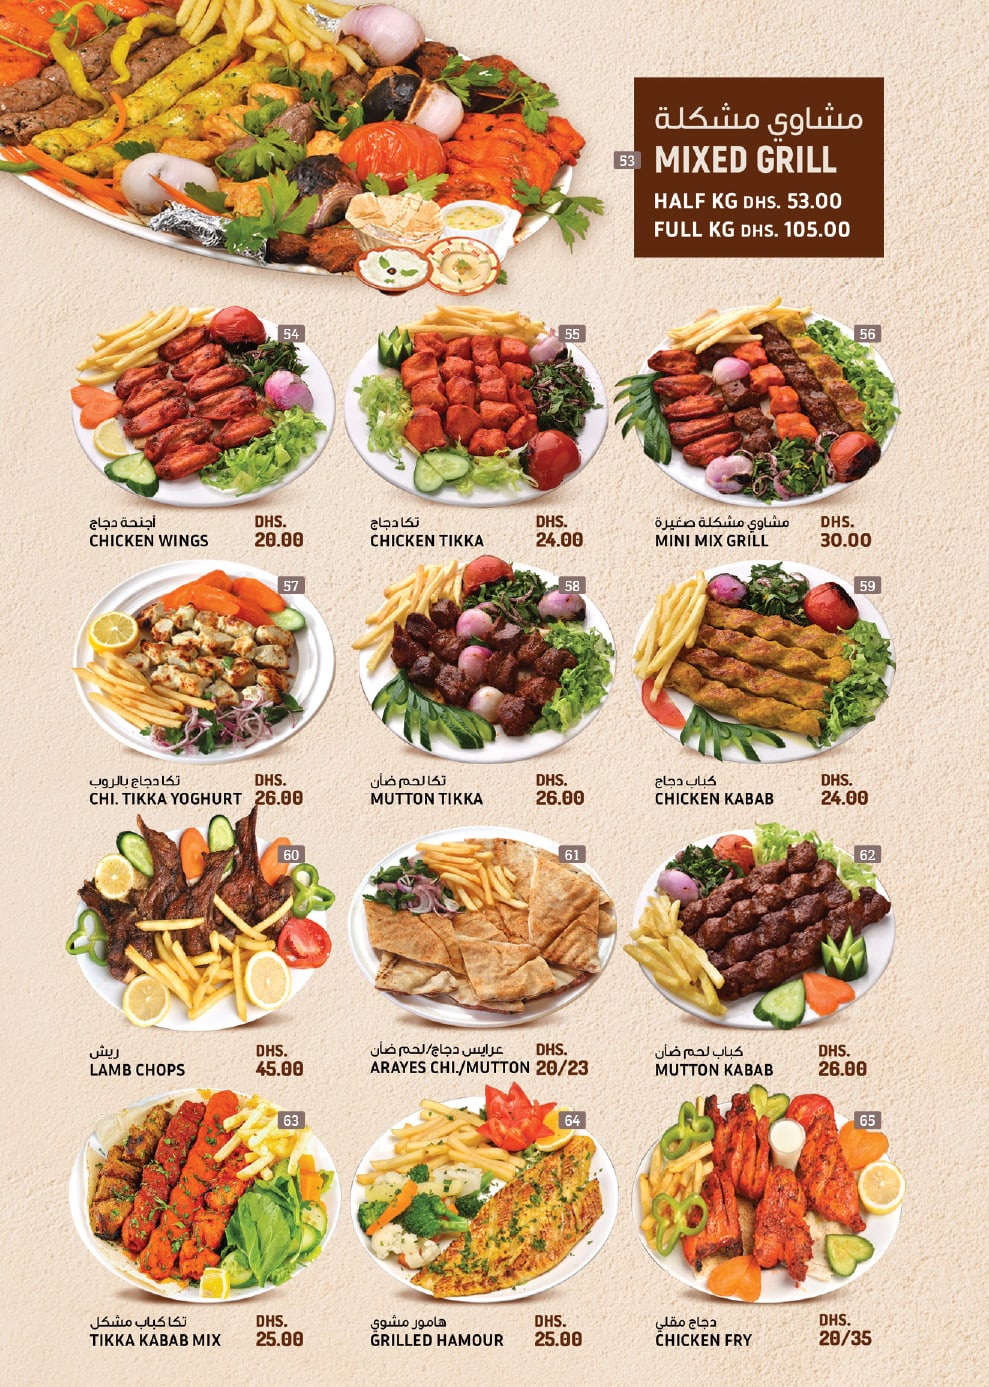 53
مشاوي مشكلة
MIXED GRILL
HALF KG DHS. 53.00
FULL KG DHS. 105.00
54
أجنحة دجاج
CHICKEN WINGS
DHS.
20.00
55
تكا دجاج
CHICKEN TIKKA
DHS.
24.00
56
مشاوي مشكلة صغيرة
MINI MIX GRILL
DHS.
30.00
57
تكا دجاج بالروب
CHI. TIKKA YOGHURT
DHS.
26.00
58
تكا لحم ضأن
MUTTON TIKKA
DHS.
26.00
59
كباب دجاج
CHICKEN KABAB
DHS.
24.00
60
ريش
LAMB CHOPS
DHS.
45.00
61
عرايس دجاج/لحم ضأن
ARAYES CHI./MUTTON
DHS.
20/23
62
كباب لحم ضأن
MUTTON KABAB
DHS.
26.00
63
تكا كباب مشكل
TIKKA KABAB MIX
DHS.
25.00
64
هامور مشوي
GRILLED HAMOUR
DHS.
25.00
65
دجاج مقلي
CHICKEN FRY
DHS.
20/35